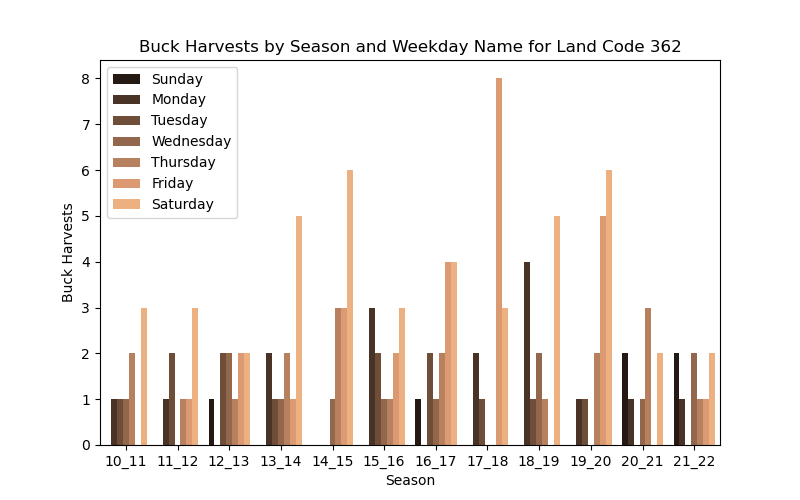 Buck Harvests by Season and Weekday Name for Land Code 362
Sunday
Monday
Tuesday
Wednesday
Thursday
Friday
Saturday
Buck Harvests
8
7
6
5
4
3
2
1
0
10_11 11_12 12_13 13_14 14_15 15_16 16_17 17_18 18_19 19_20 20_21 21_22
Season